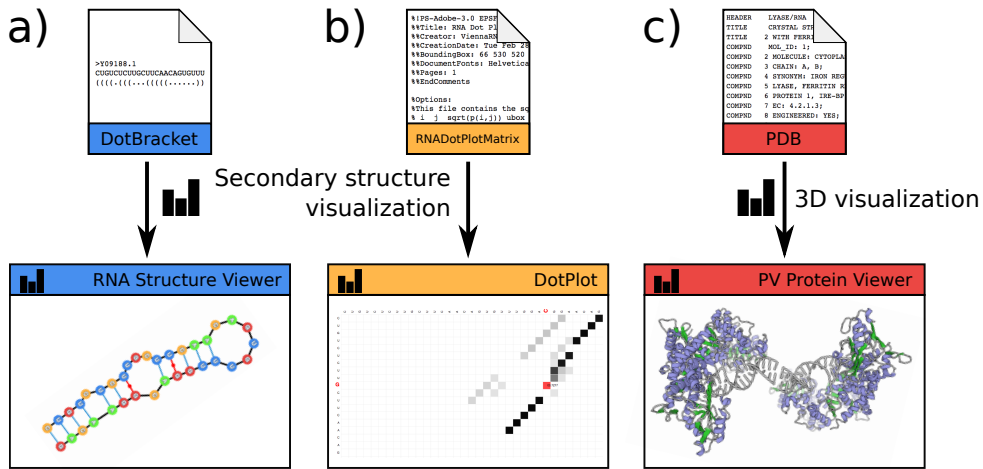 a)
>Y09188.1
CUGUCUCUUGCUUCAACAGUGUUU
((((.(((...(((((......))
DotBracket
b)
%!PS-Adobe-3.0 EPSF
%%Title: RNA Dot Pl
%%Creator: ViennaRN
%%CreationDate: Tue Feb 28
%%BoundingBox: 66 530 520
%%DocumentFonts: Helvetica
%%Pages: 1
%%EndComments
%Options:
%This file contains the sq
% i j sqrt(p(i,j)) ubox
RNADotPlotMatrix
c)
HEADER LYASE/RNA
TITLE CRYSTAL STR
TITLE 2 WITH FERRI
COMPND MOL_ID: 1;
COMPND 2 MOLECULE: CYTOPLA
COMPND 3 CHAIN: A, B;
COMPND 4 SYNONYM: IRON REG
COMPND 5 LYASE, FERRITIN R
COMPND 6 PROTEIN 1, IRE-BP
COMPND 7 EC: 4.2.1.3;
COMPND 8 ENGINEERED: YES;
PDB
Secondary structure
visualization
3D visualization
RNA Structure Viewer
DotPlot
PV Protein Viewer